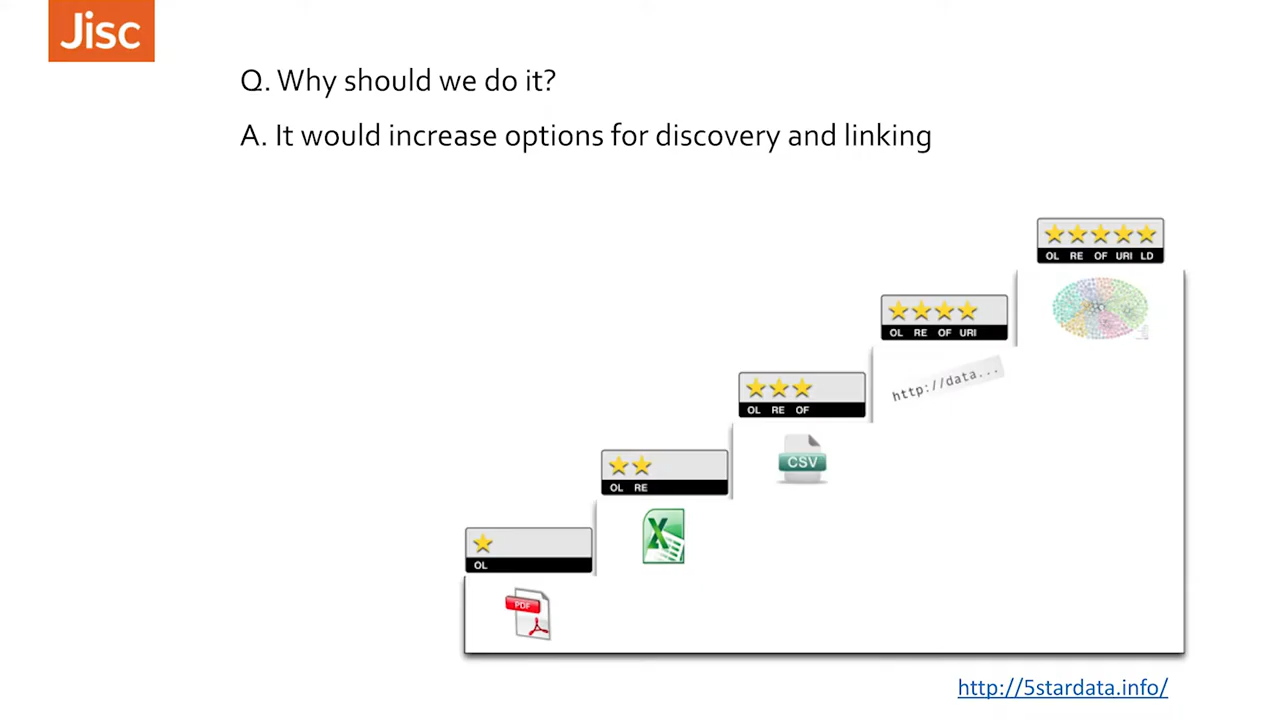 Jisc
Q. Why should we do it?
A. It would increase options for discovery and linking
OL RE OF URI LD
OL RE OF URI
http://data...
OL RE OF
CSV
OL RE
X
OL
PDF
http://5stardata.info/